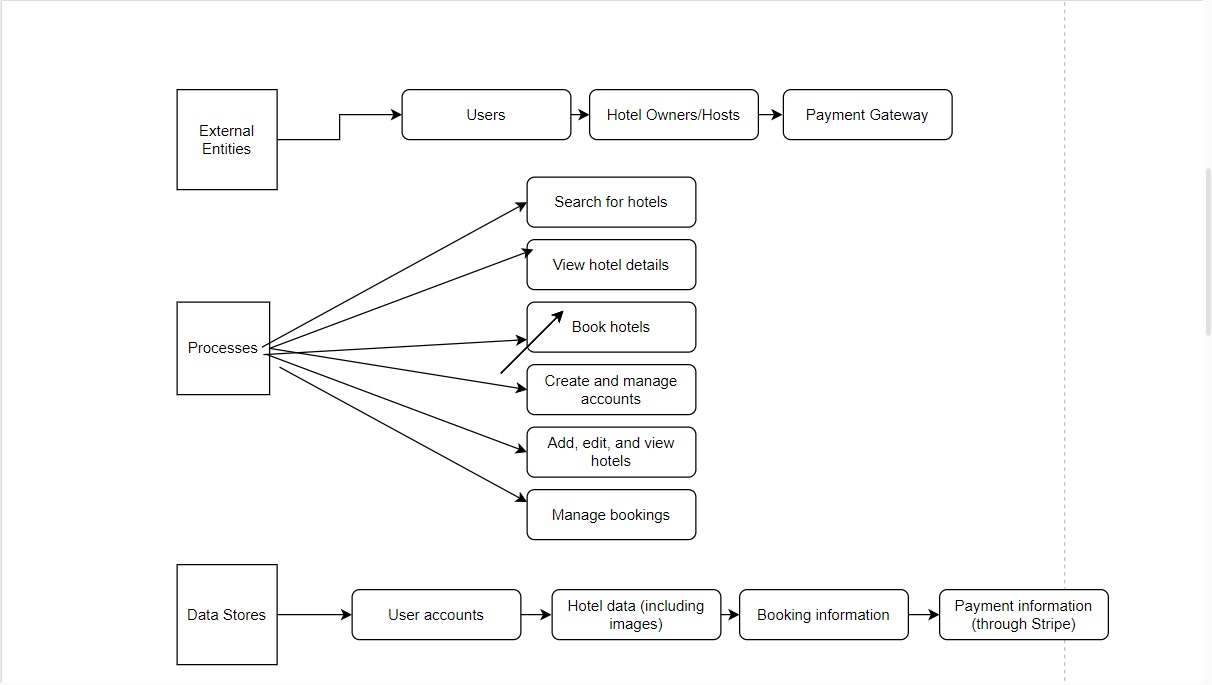 External
Entities
Users
Hotel Owners/Hosts
Payment Gateway
Search for hotels
View hotel details
Processes
Book hotels
Create and manage
accounts
Add, edit, and view
hotels
Manage bookings
Data Stores
User accounts
Hotel data (including
images)
Booking information
Payment information
(through Stripe)